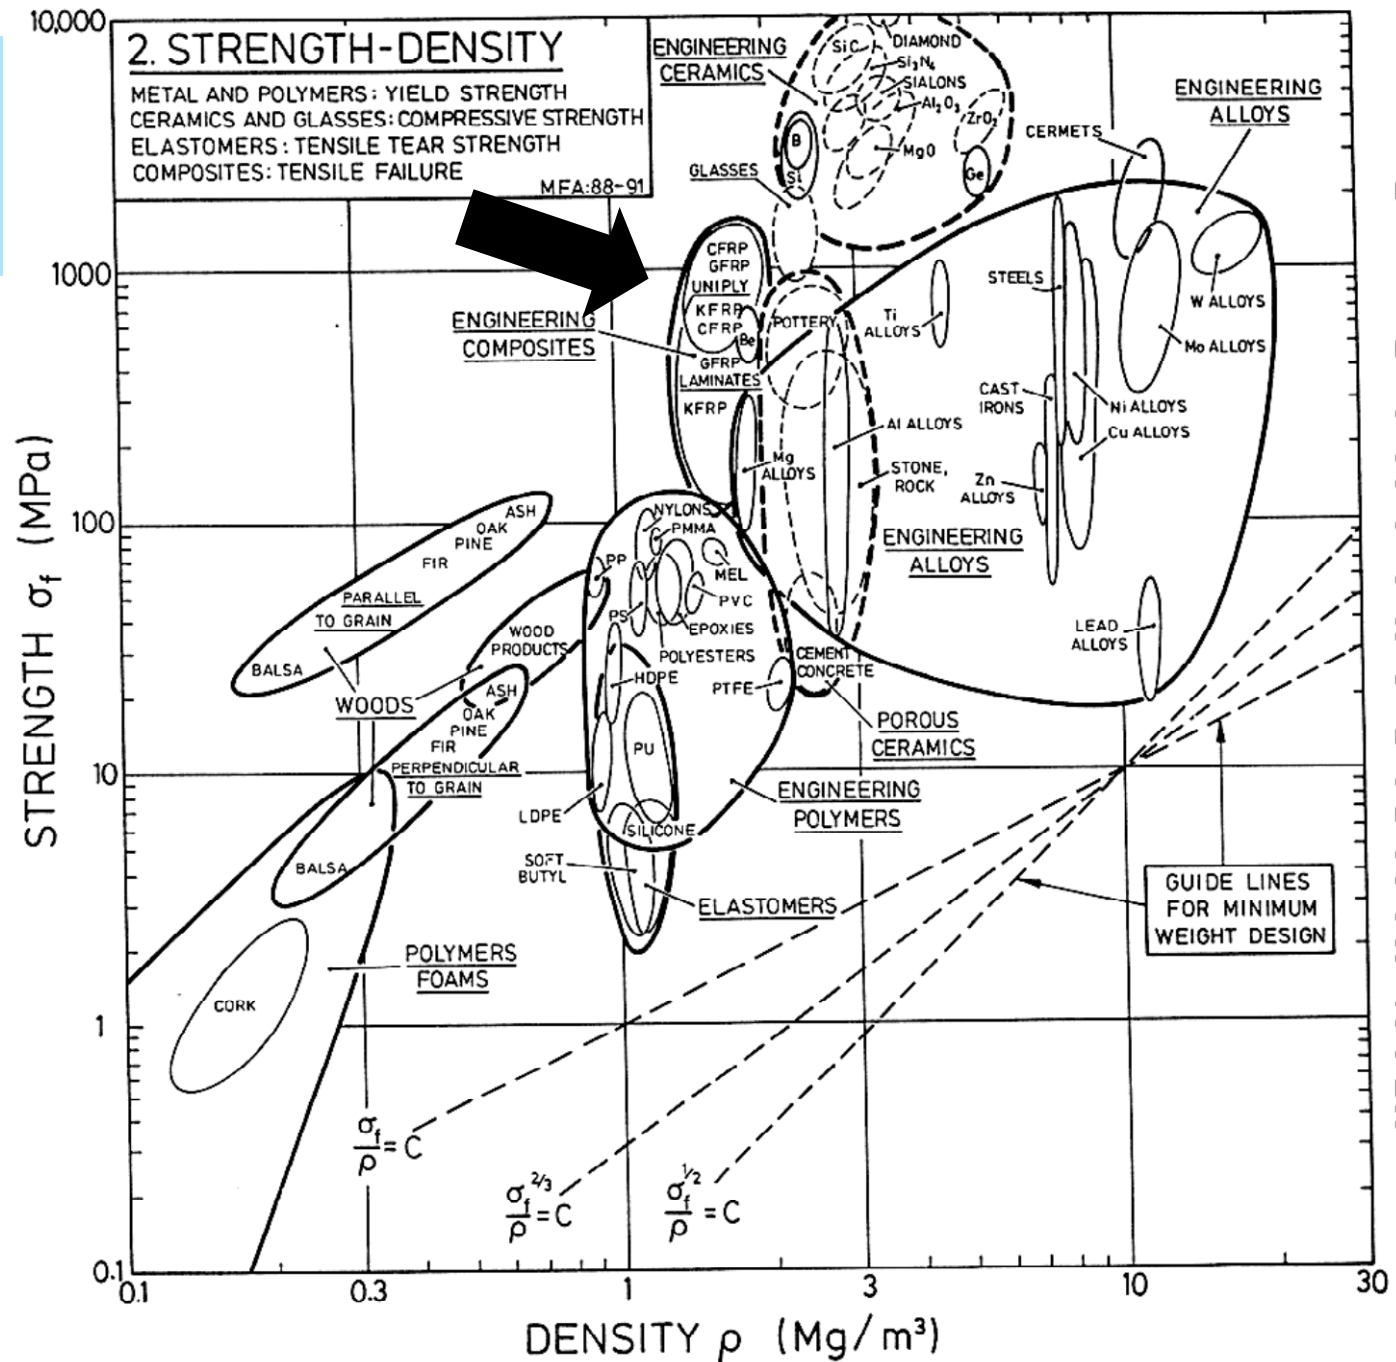 10,000
2. STRENGTH-DENSITY
METAL AND POLYMERS: YIELD STRENGTH
CERAMICS AND GLASSES: COMPRESSIVE STRENGTH
ELASTOMERS: TENSILE TEAR STRENGTH
COMPOSITES: TENSILE FAILURE
MFA:88-91
ENGINEERING
CERAMICS
SiC
DIAMOND
Si₃N₄
SIALONS
Al₂O₃
ZrO₂
B
MgO
Si
Ge
GLASSES
CERMETS
ENGINEERING
ALLOYS
1000
CFRP
GFRP
UNIPLY
KFRP
CFRP
Be
GFRP
LAMINATES
KFRP
ENGINEERING
COMPOSITES
POTTERY
Ti
ALLOYS
STEELS
W ALLOYS
Mo ALLOYS
CAST
IRONS
Ni ALLOYS
Cu ALLOYS
Al ALLOYS
Mg
ALLOYS
STONE,
ROCK
Zn
ALLOYS
ENGINEERING
ALLOYS
100
ASH
OAK
PINE
FIR
PARALLEL
TO GRAIN
BALSA
NYLONS
PMMA
PP
MEL
PVC
PS
EPOXIES
POLYESTERS
HDPE
PTFE
WOOD
PRODUCTS
CEMENT
CONCRETE
LEAD
ALLOYS
WOODS
ASH
OAK
PINE
FIR
PERPENDICULAR
TO GRAIN
PU
POROUS
CERAMICS
10
LDPE
ENGINEERING
POLYMERS
SILICONE
BALSA
SOFT
BUTYL
ELASTOMERS
GUIDE LINES
FOR MINIMUM
WEIGHT DESIGN
POLYMERS
FOAMS
CORK
1
σf/ρ = C
σf^2/3/ρ = C
σf^1/2/ρ = C
0.1
0.1 0.3 1 3 10 30
STRENGTH σf (MPa)
DENSITY ρ (Mg/m³)